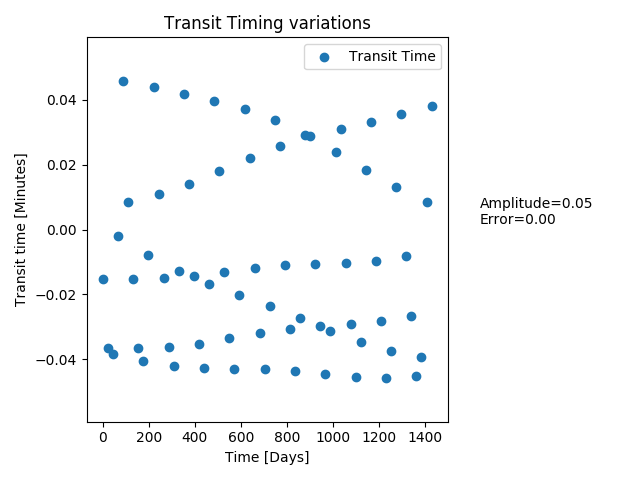 Transit Timing variations
Transit Time
Transit time [Minutes]
0.04
0.02
0.00
−0.02
−0.04
0
200
400
600
800
1000
1200
1400
Time [Days]
Amplitude=0.05
Error=0.00